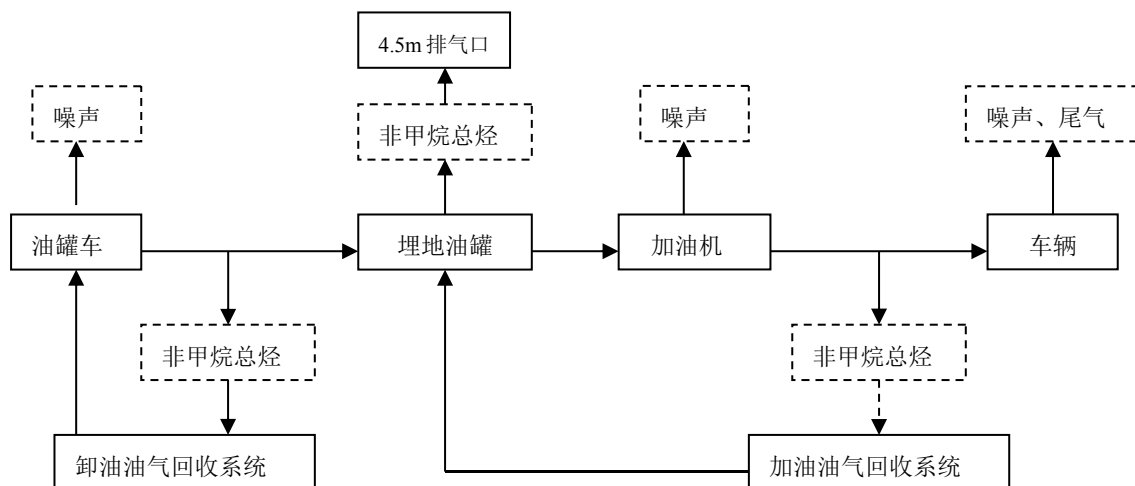 4.5m 排气口
噪声
非甲烷总烃
噪声
噪声、尾气
油罐车
埋地油罐
加油机
车辆
非甲烷总烃
非甲烷总烃
卸油油气回收系统
加油油气回收系统